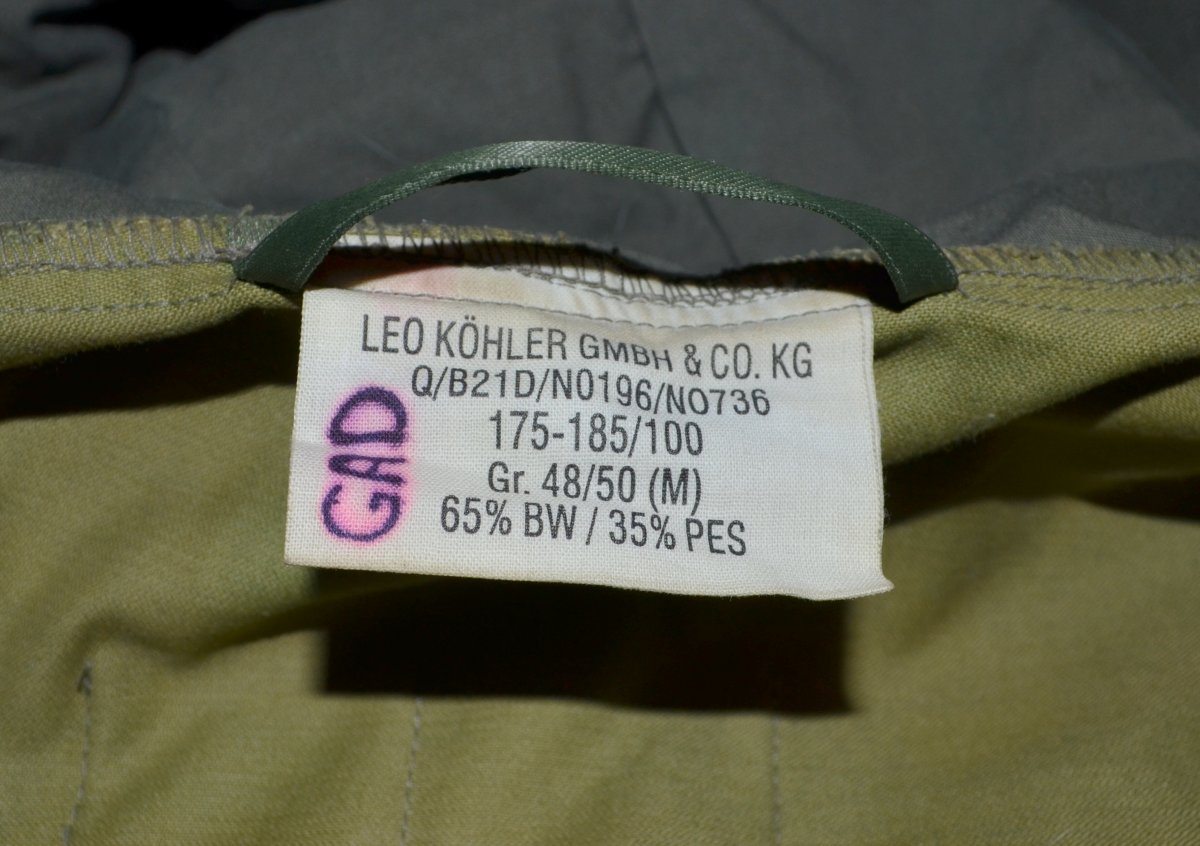 LEO KÖHLER GMBH & CO. KG
Q/B21D/N0196/N0736
175-185/100
Gr. 48/50 (M)
65% BW / 35% PES
GAD